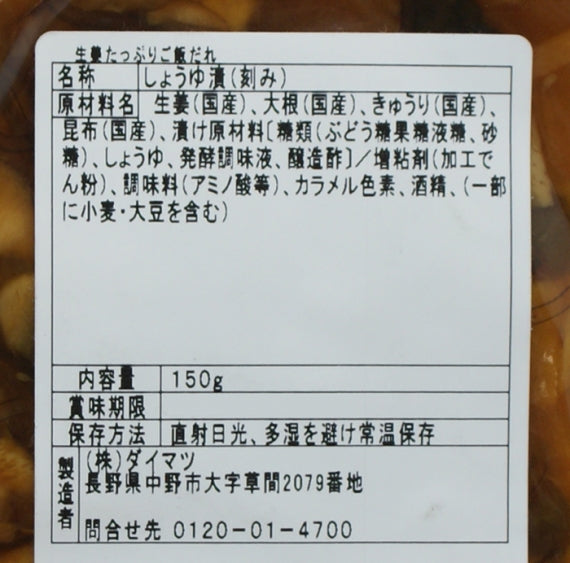 生姜たっぷりご飯だれ
名称 しょうゆ漬(刻み)
原材料名 生姜(国産)、大根(国産)、きゅうり(国産)、
昆布(国産)、漬け原材料〔糖類(ぶどう糖果糖液糖、砂
糖)、しょうゆ、発酵調味液、醸造酢〕/増粘剤(加工で
ん粉)、調味料(アミノ酸等)、カラメル色素、酒精、(一部
に小麦・大豆を含む)
内容量 150g
賞味期限
保存方法 直射日光、多湿を避け常温保存
製造者 (株)ダイマツ
長野県中野市大字草間2079番地
問合せ先 0120-01-4700